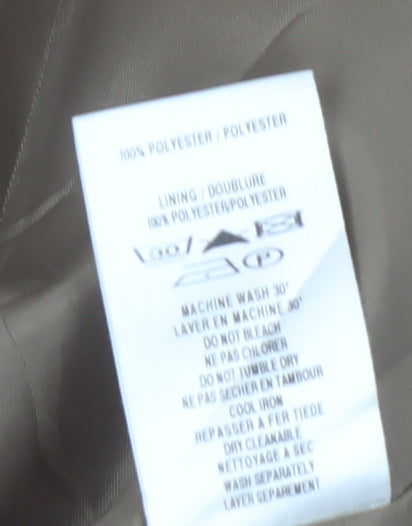 100% POLYESTER / POLYESTER
LINING / DOUBLURE
100% POLYESTER/POLYESTER
30
P
MACHINE WASH 30°
LAVER EN MACHINE 30°
DO NOT BLEACH
NE PAS CHLORER
DO NOT TUMBLE DRY
NE PAS SECHER EN TAMBOUR
COOL IRON
REPASSER A FER TIEDE
DRY CLEANABLE
NETTOYAGE A SEC
WASH SEPARATELY
LAVER SEPAREMENT